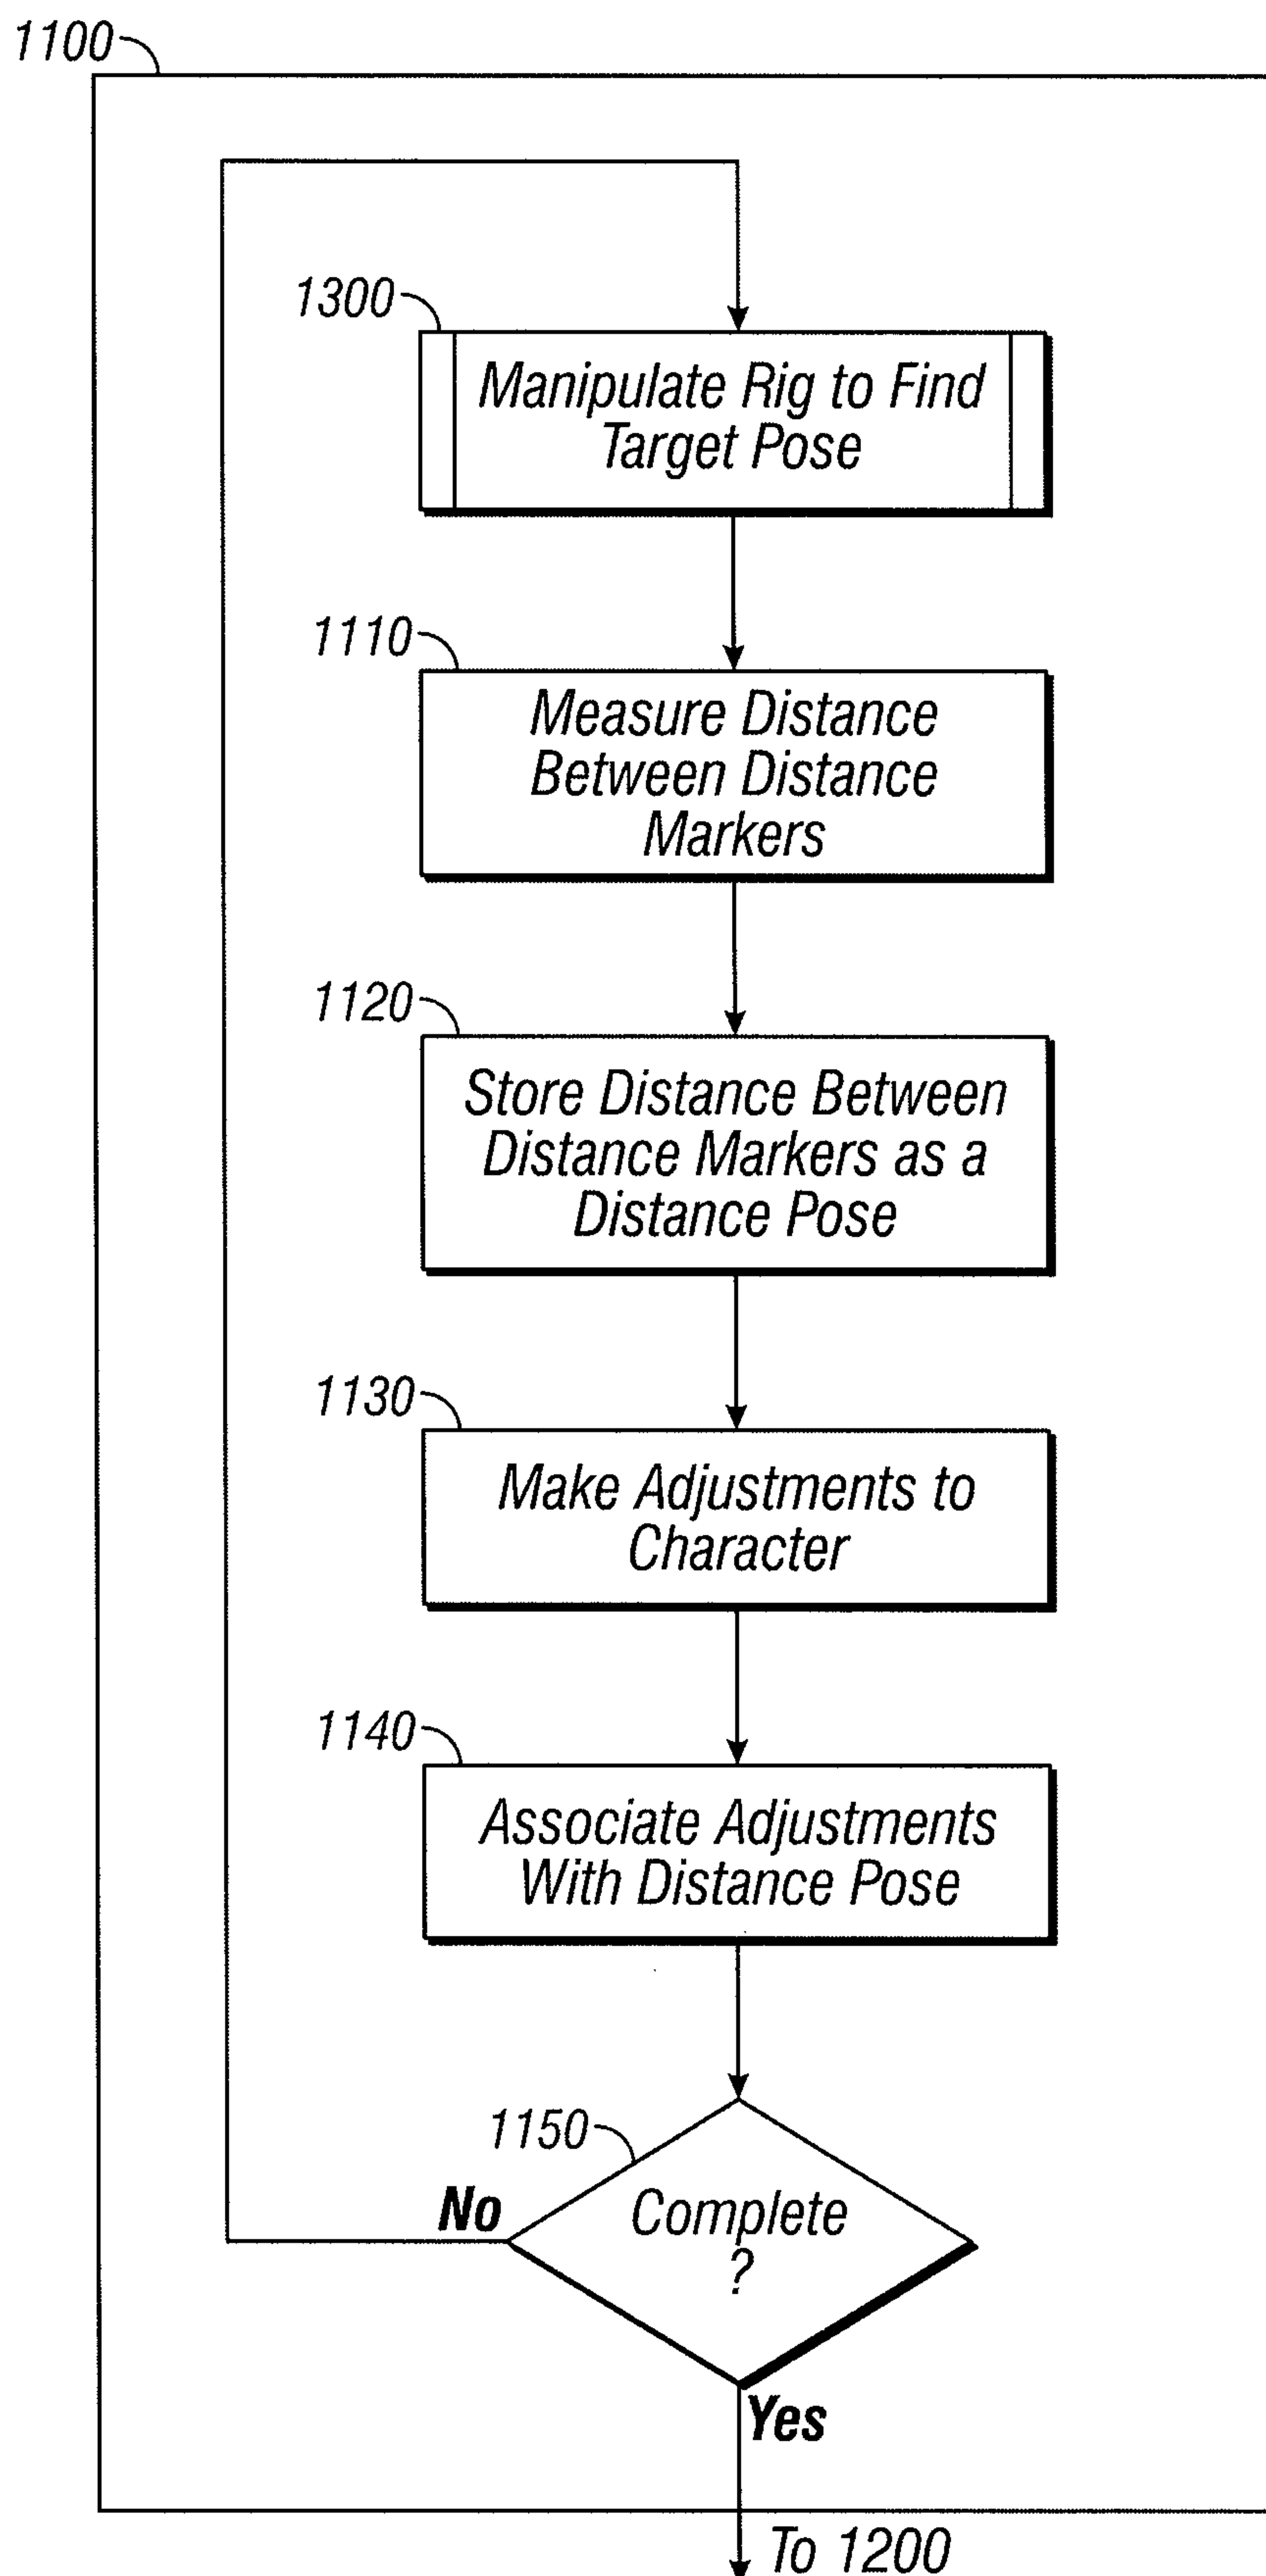 1100
1300
Manipulate Rig to Find
Target Pose
1110
Measure Distance
Between Distance
Markers
1120
Store Distance Between
Distance Markers as a
Distance Pose
1130
Make Adjustments to
Character
1140
Associate Adjustments
With Distance Pose
1150
No
Complete
?
Yes
To 1200